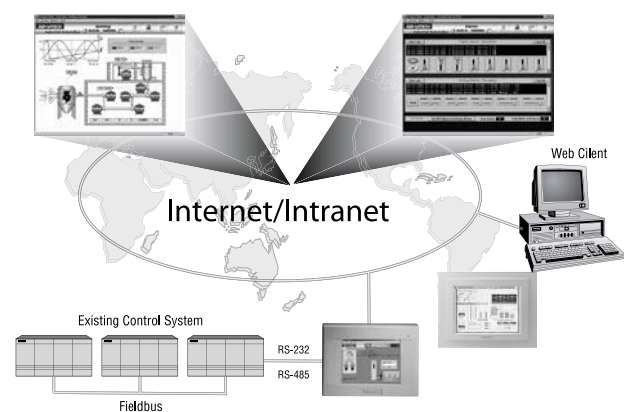 Web Cilent
Internet/Intranet
Existing Control System
RS-232
RS-485
Fieldbus